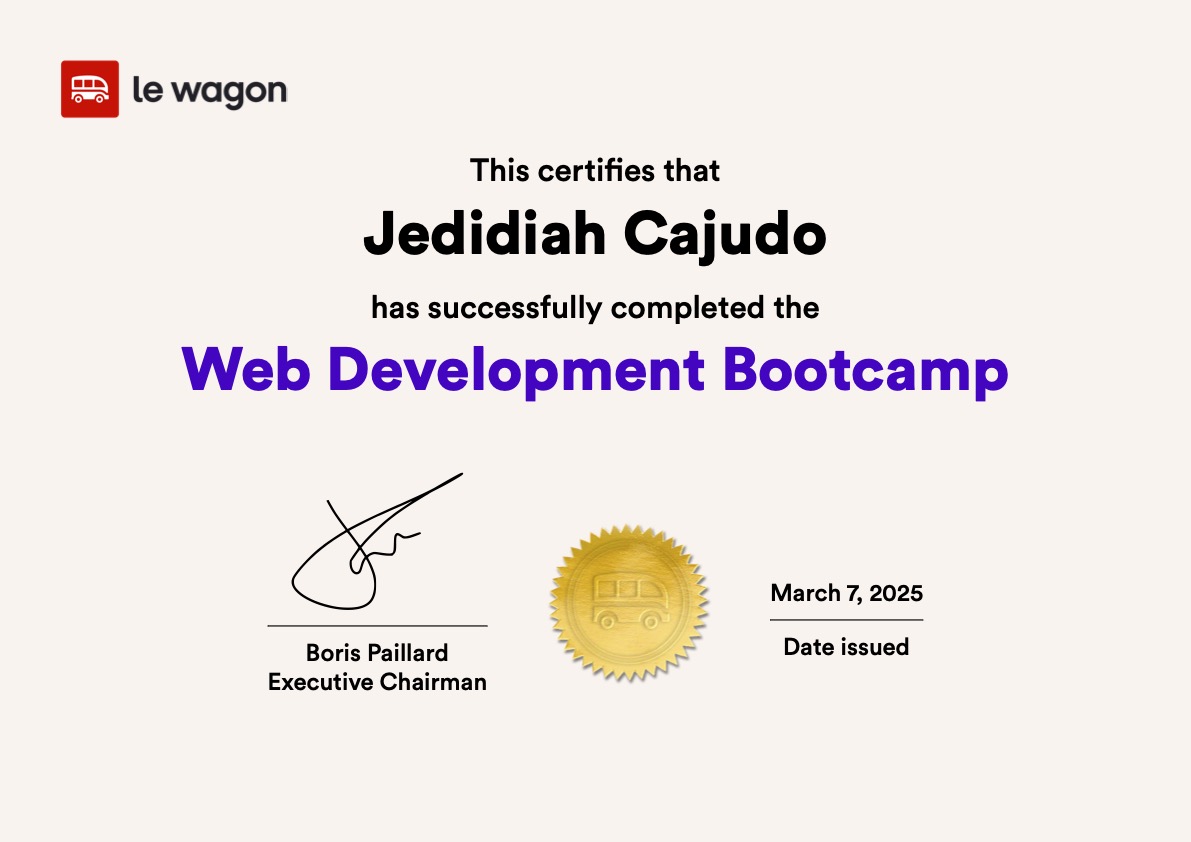 le wagon
This certifies that
Jedidiah Cajudo
has successfully completed the
Web Development Bootcamp
March 7, 2025
Date issued
Boris Paillard
Executive Chairman